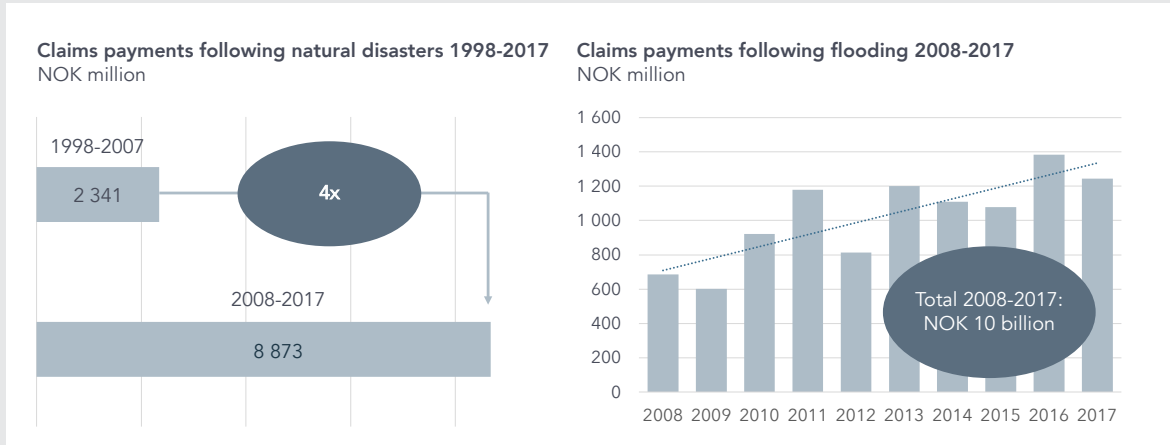 Claims payments following natural disasters 1998-2017
NOK million
1998-2007
2 341
4x
2008-2017
8 873
Claims payments following flooding 2008-2017
NOK million
1 600
1 400
1 200
1 000
800
600
400
200
0
Total 2008-2017:
NOK 10 billion
2008 2009 2010 2011 2012 2013 2014 2015 2016 2017